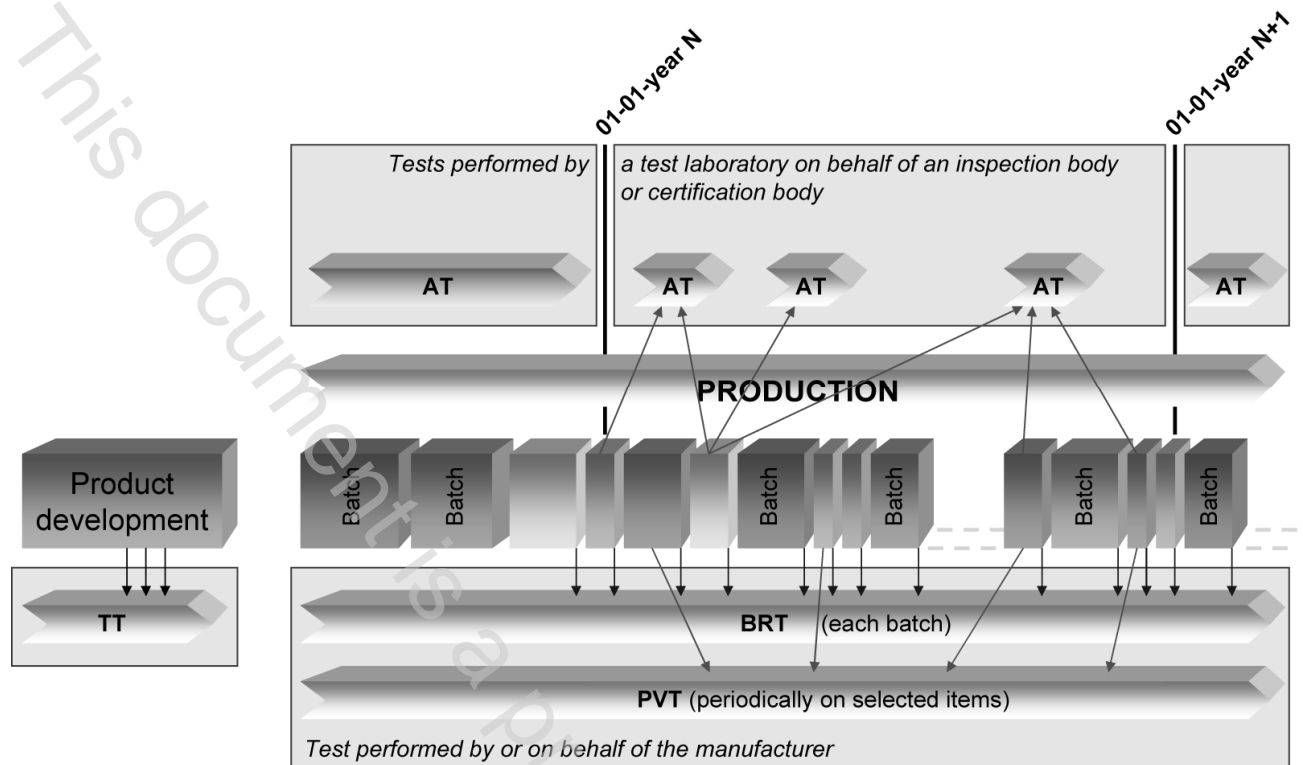 This document is a pr
01-01-year N
01-01-year N+1
Tests performed by
a test laboratory on behalf of an inspection body
or certification body
AT
AT
AT
AT
AT
PRODUCTION
Product
development
Batch
Batch
Batch
Batch
Batch
Batch
TT
BRT (each batch)
PVT (periodically on selected items)
Test performed by or on behalf of the manufacturer